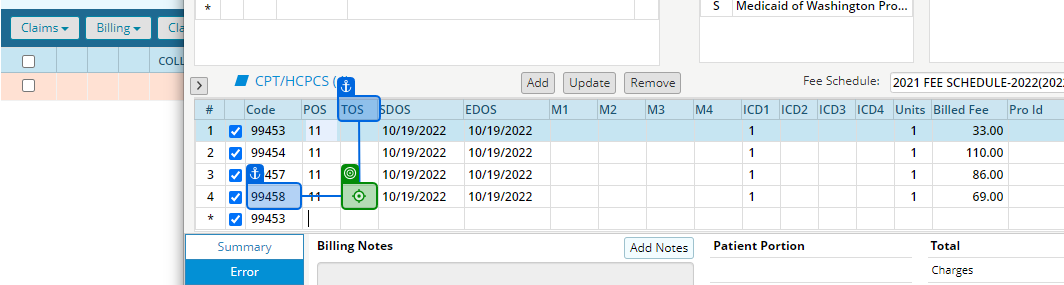 *
S Medicaid of Washington Pro...
Claims Billing Cla
COLL
CPT/HCPCS ( Add Update Remove Fee Schedule: 2021 FEE SCHEDULE-2022(202
# Code POS TOS SDOS EDOS M1 M2 M3 M4 ICD1 ICD2 ICD3 ICD4 Units Billed Fee Pro Id
1 99453 11 10/19/2022 10/19/2022 1 1 33.00
2 99454 11 10/19/2022 10/19/2022 1 1 110.00
3 457 11 10/19/2022 10/19/2022 1 1 86.00
4 99458 11 10/19/2022 10/19/2022 1 1 69.00
* 99453
Summary Billing Notes Add Notes Patient Portion Total
Error Charges